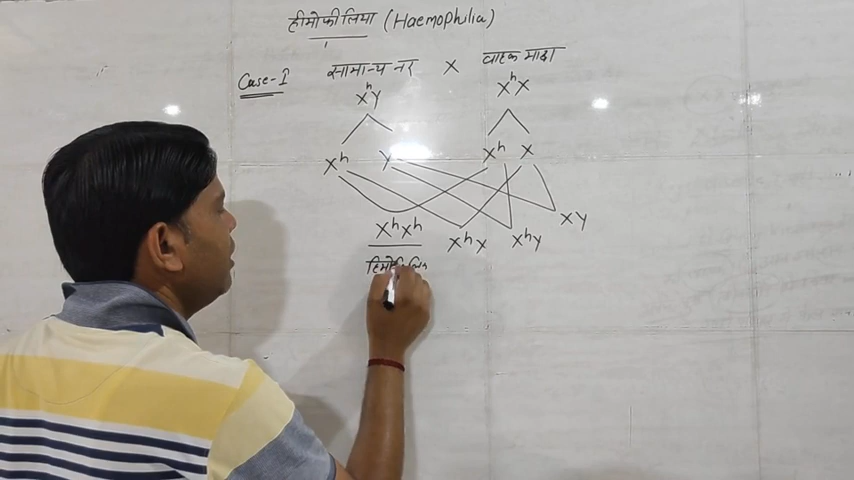 हीमोफीलिया (Haemophilia)
Case-I सामान्य नर X वाहक मादा
XʰY XʰX
Xʰ Y Xʰ X
XʰXʰ XʰX XʰY XY